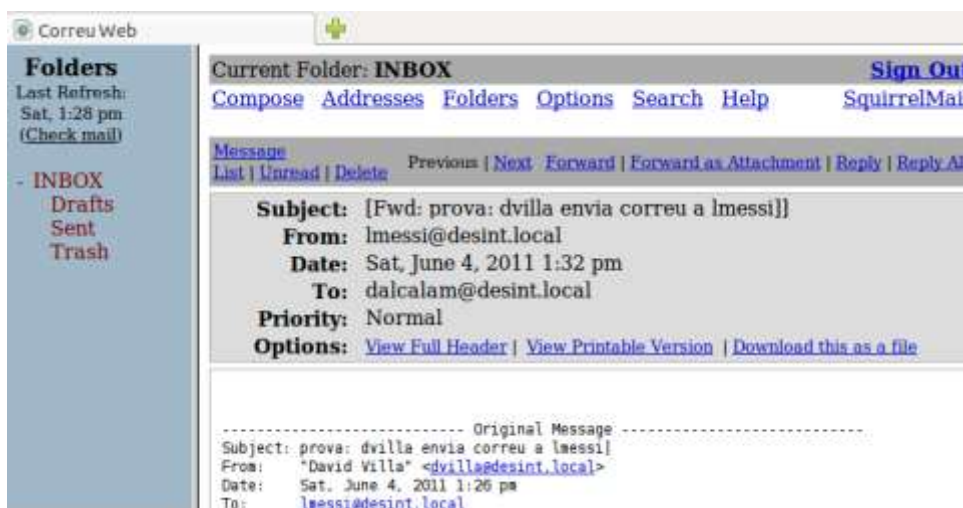 Correu Web
Folders
Last Refresh:
Sat, 1:28 pm
(Check mail)
- INBOX
Drafts
Sent
Trash
Current Folder: INBOX Sign Out
Compose Addresses Folders Options Search Help SquirrelMai
Message
List | Unread | Delete Previous | Next Forward | Forward as Attachment | Reply | Reply Al
Subject: [Fwd: prova: dvilla envia correu a lmessi]]
From: lmessi@desint.local
Date: Sat, June 4, 2011 1:32 pm
To: dalcalam@desint.local
Priority: Normal
Options: View Full Header | View Printable Version | Download this as a file
---------------------------- Original Message ----------------------------
Subject: prova: dvilla envia correu a lmessi]
From: "David Villa" <dvilla@desint.local>
Date: Sat, June 4, 2011 1:26 pm
To: lmessi@desint.local